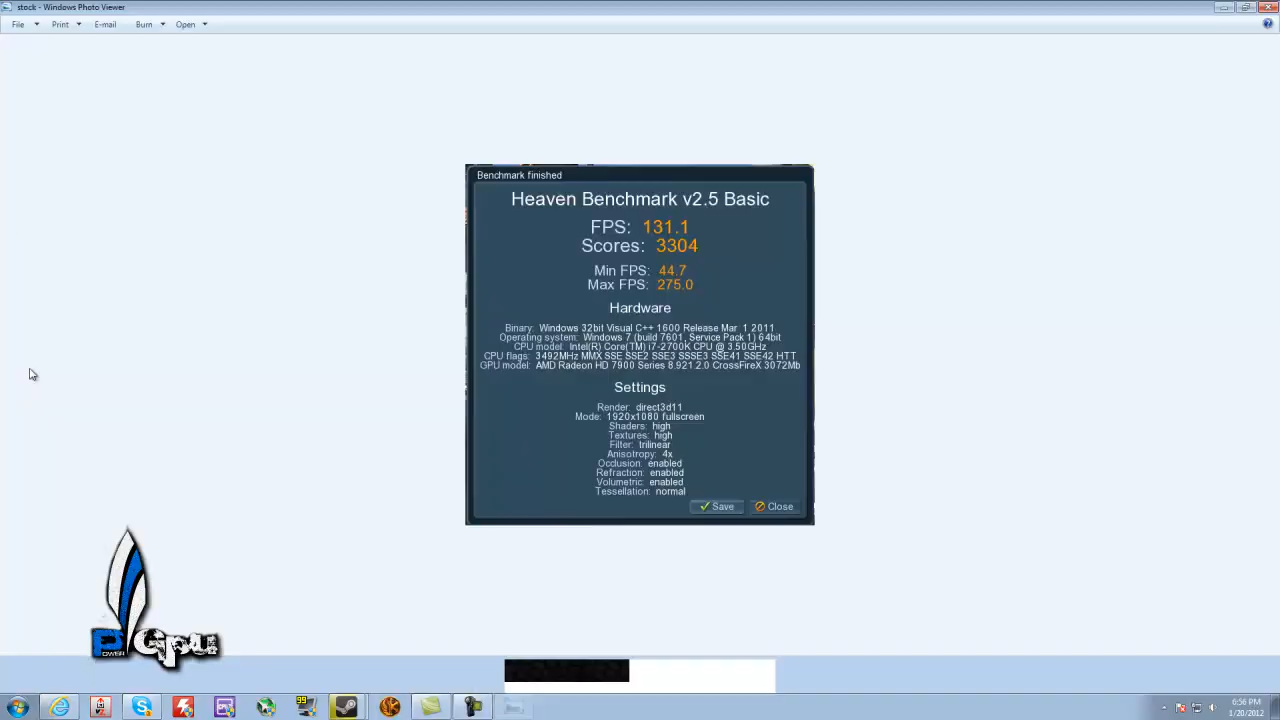 stock - Windows Photo Viewer
File Print E-mail Burn Open
Benchmark finished
Heaven Benchmark v2.5 Basic
FPS: 131.1
Scores: 3304
Min FPS: 44.7
Max FPS: 275.0
Hardware
Binary: Windows 32bit Visual C++ 1600 Release Mar 1 2011
Operating system: Windows 7 (build 7601, Service Pack 1) 64bit
CPU model: Intel(R) Core(TM) i7-2700K CPU @ 3.50GHz
CPU flags: 3492MHz MMX SSE SSE2 SSE3 SSSE3 SSE41 SSE42 HTT
GPU model: AMD Radeon HD 7900 Series 8.921.2.0 CrossFireX 3072Mb
Settings
Render: direct3d11
Mode: 1920x1080 fullscreen
Shaders: high
Textures: high
Filter: trilinear
Anisotropy: 4x
Occlusion: enabled
Refraction: enabled
Volumetric: enabled
Tessellation: normal
Save Close
POWER
Gpu
99
6:56 PM
1/20/2012